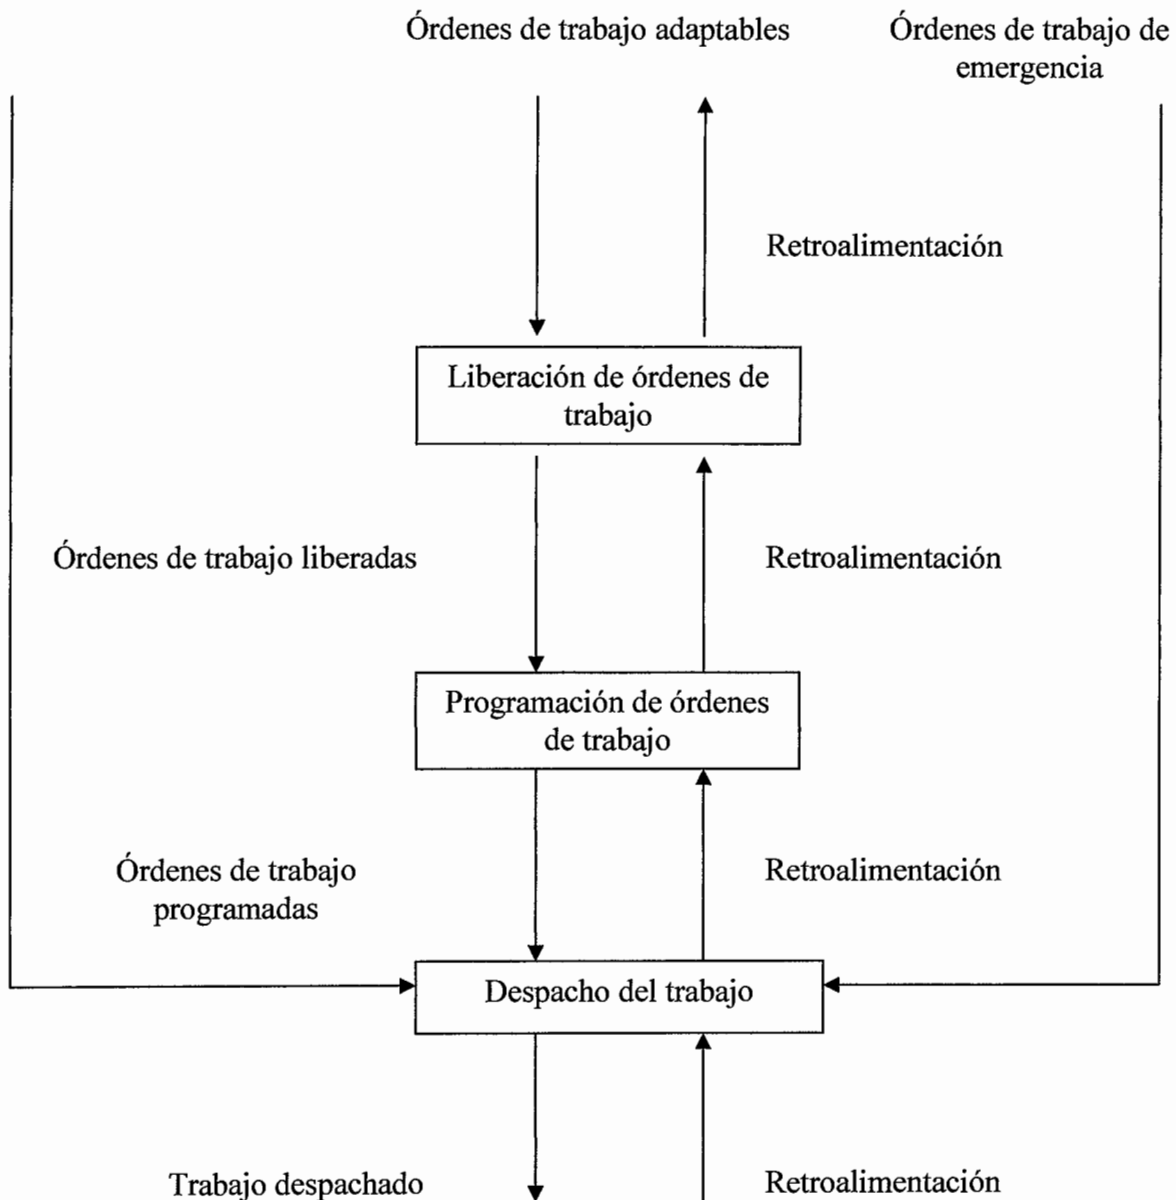 Órdenes de trabajo adaptables
Órdenes de trabajo de
emergencia
Retroalimentación
Liberación de órdenes de
trabajo
Órdenes de trabajo liberadas
Retroalimentación
Programación de órdenes
de trabajo
Órdenes de trabajo
programadas
Retroalimentación
Despacho del trabajo
Trabajo despachado
Retroalimentación